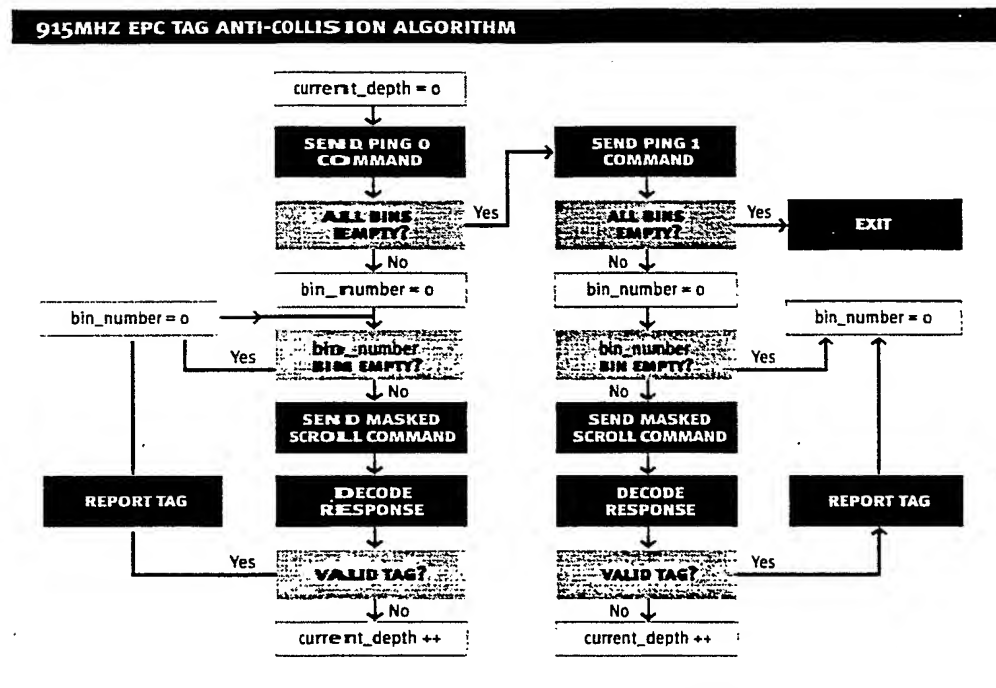 915MHZ EPC TAG ANTI-COLLISION ALGORITHM
current_depth = 0
SEND PING 0
COMMAND
ALL BINS
EMPTY?
Yes
No
bin_number = 0
bin_number = 0
bin_number
BIN EMPTY?
Yes
No
SEND MASKED
SCROLL COMMAND
REPORT TAG
DECODE
RESPONSE
VALID TAG?
Yes
No
current_depth ++
SEND PING 1
COMMAND
ALL BINS
EMPTY?
Yes
EXIT
No
bin_number = 0
bin_number = 0
bin_number
BIN EMPTY?
Yes
No
SEND MASKED
SCROLL COMMAND
DECODE
RESPONSE
REPORT TAG
VALID TAG?
Yes
No
current_depth ++